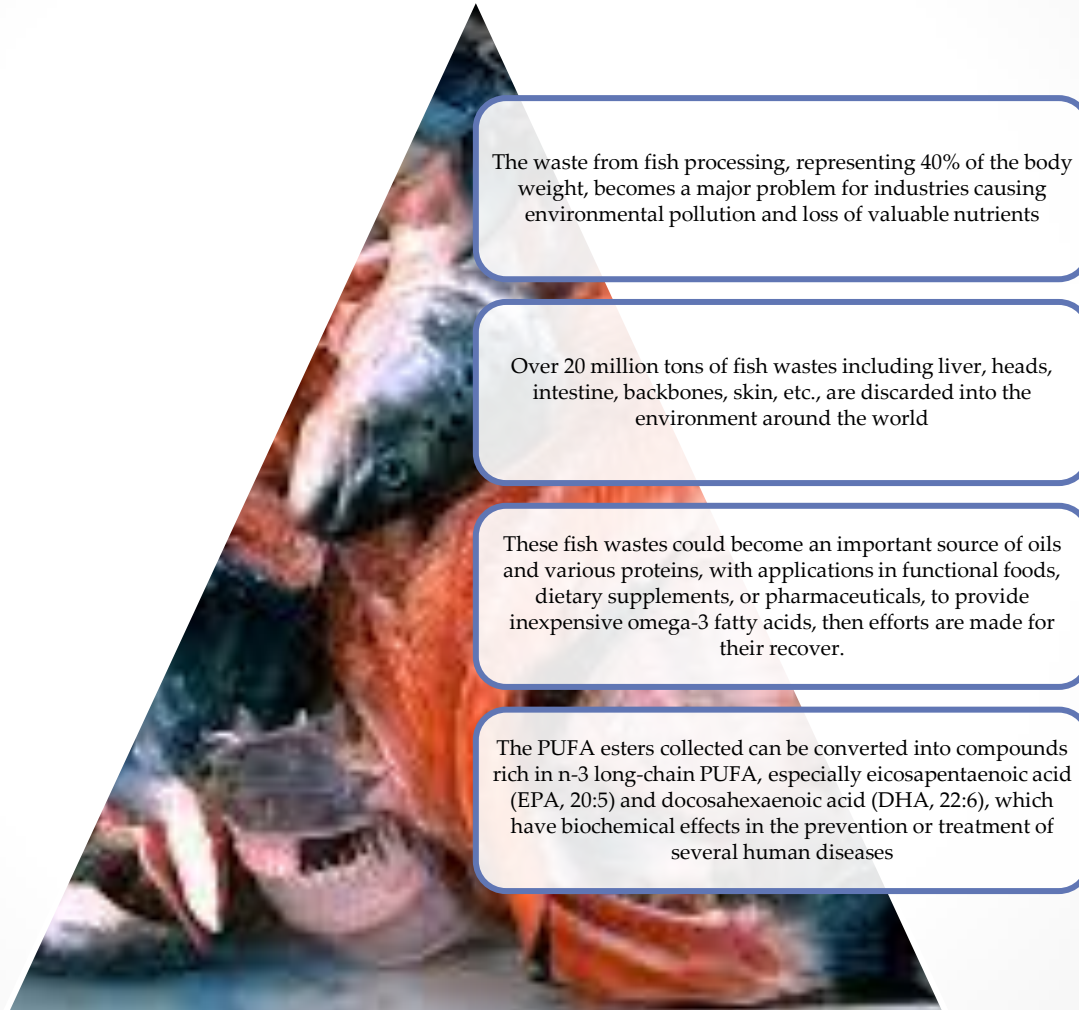 The waste from fish processing, representing 40% of the body
weight, becomes a major problem for industries causing
environmental pollution and loss of valuable nutrients
Over 20 million tons of fish wastes including liver, heads,
intestine, backbones, skin, etc., are discarded into the
environment around the world
These fish wastes could become an important source of oils
and various proteins, with applications in functional foods,
dietary supplements, or pharmaceuticals, to provide
inexpensive omega-3 fatty acids, then efforts are made for
their recover.
The PUFA esters collected can be converted into compounds
rich in n-3 long-chain PUFA, especially eicosapentaenoic acid
(EPA, 20:5) and docosahexaenoic acid (DHA, 22:6), which
have biochemical effects in the prevention or treatment of
several human diseases